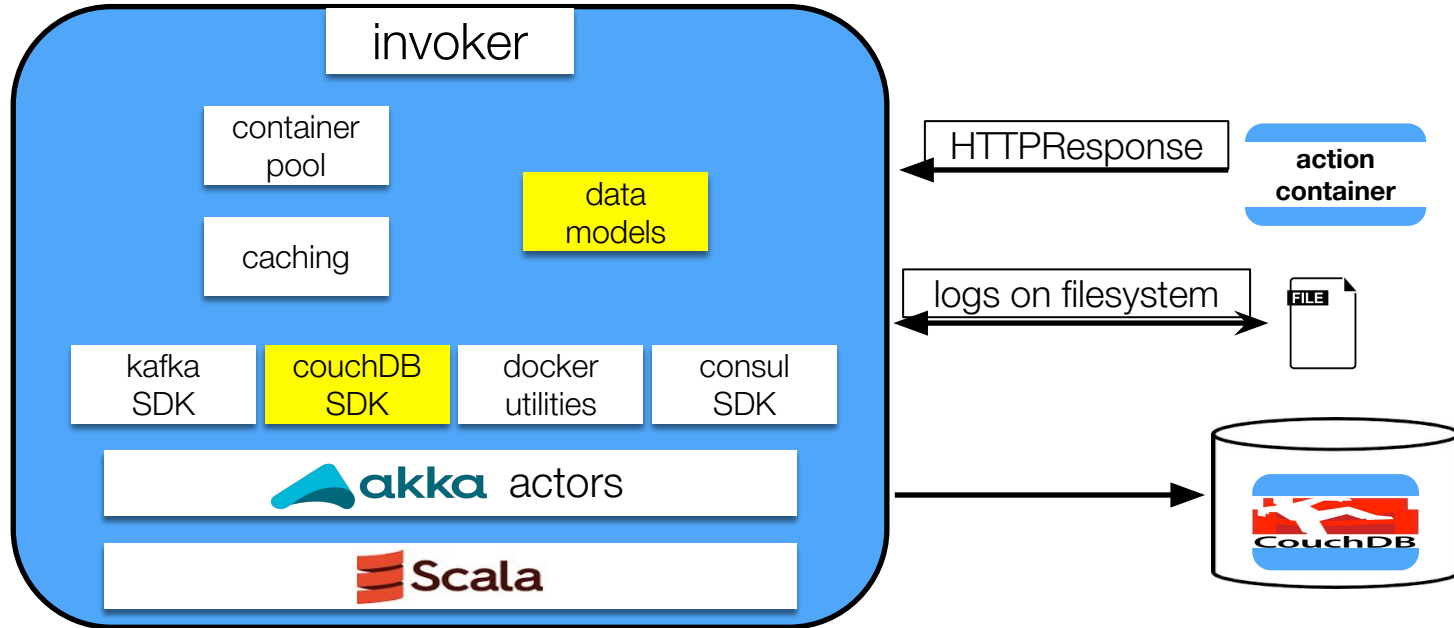 invoker
container
pool
data
models
caching
kafka
SDK
couchDB
SDK
docker
utilities
consul
SDK
akka actors
Scala
HTTPResponse
action
container
logs on filesystem
FILE
CouchDB